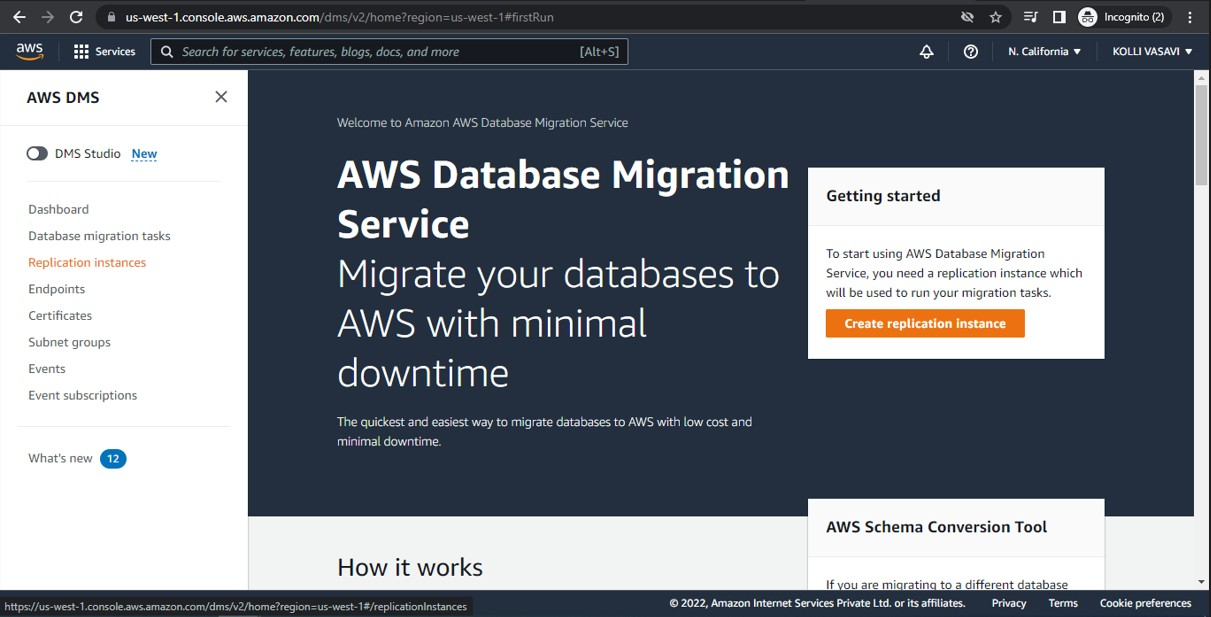 us-west-1.console.aws.amazon.com/dms/v2/home?region=us-west-1#firstRun
Incognito (2)
aws
Services
Search for services, features, blogs, docs, and more
[Alt+S]
N. California
KOLLI VASAVI
AWS DMS
DMS Studio New
Dashboard
Database migration tasks
Replication instances
Endpoints
Certificates
Subnet groups
Events
Event subscriptions
What's new 12
Welcome to Amazon AWS Database Migration Service
AWS Database Migration
Service
Migrate your databases to
AWS with minimal
downtime
The quickest and easiest way to migrate databases to AWS with low cost and
minimal downtime.
Getting started
To start using AWS Database Migration
Service, you need a replication instance which
will be used to run your migration tasks.
Create replication instance
How it works
AWS Schema Conversion Tool
If you are migrating to a different database
https://us-west-1.console.aws.amazon.com/dms/v2/home?region=us-west-1#/replicationInstances
© 2022, Amazon Internet Services Private Ltd. or its affiliates.
Privacy
Terms
Cookie preferences